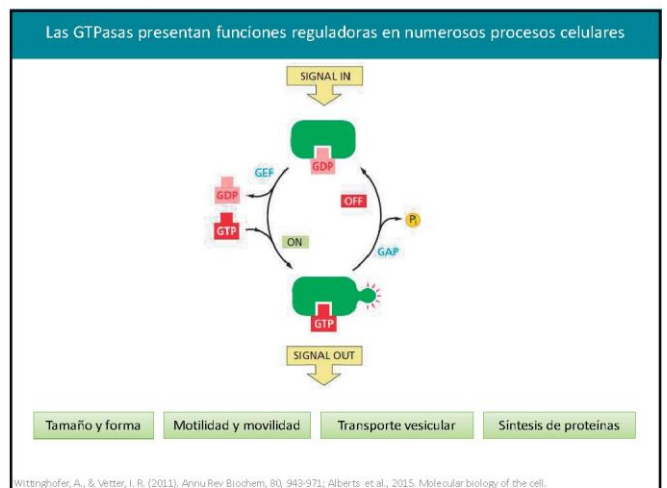 Las GTPasas presentan funciones reguladoras en numerosos procesos celulares
SIGNAL IN
GDP
GEF
GDP
OFF
GTP
Pi
ON
GAP
GTP
SIGNAL OUT
Tamaño y forma
Motilidad y movilidad
Transporte vesicular
Síntesis de proteínas
Wittinghofer, A., & Vetter, I. R. (2011). Annu Rev Biochem, 80, 943-971; Alberts et al., 2015. Molecular biology of the cell.